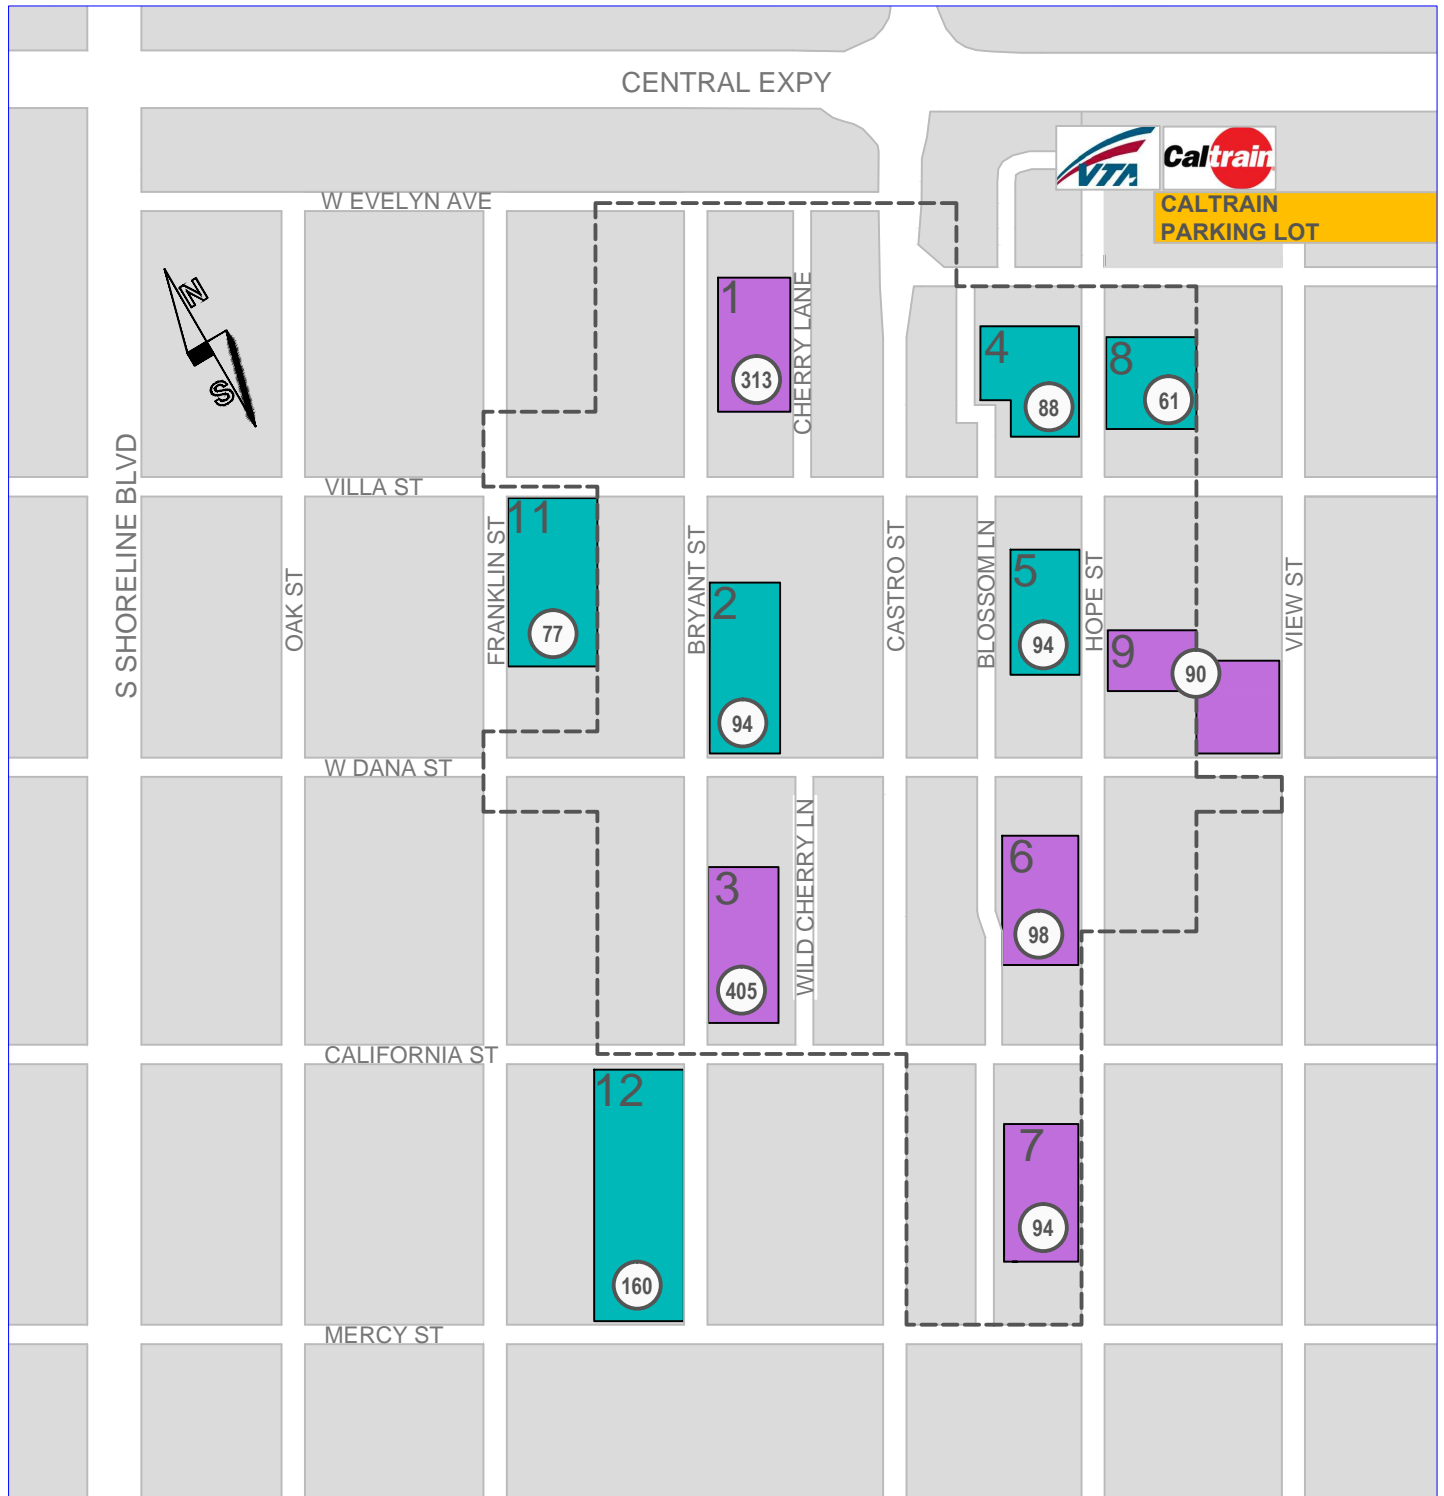 CENTRAL EXPY
VTA
Caltrain
W EVELYN AVE
CALTRAIN
PARKING LOT
N
S
1
313
CHERRY LANE
4
88
8
61
S SHORELINE BLVD
VILLA ST
OAK ST
FRANKLIN ST
11
77
BRYANT ST
2
94
CASTRO ST
BLOSSOM LN
5
94
HOPE ST
9
90
VIEW ST
W DANA ST
3
405
WILD CHERRY LN
6
98
CALIFORNIA ST
12
160
7
94
MERCY ST